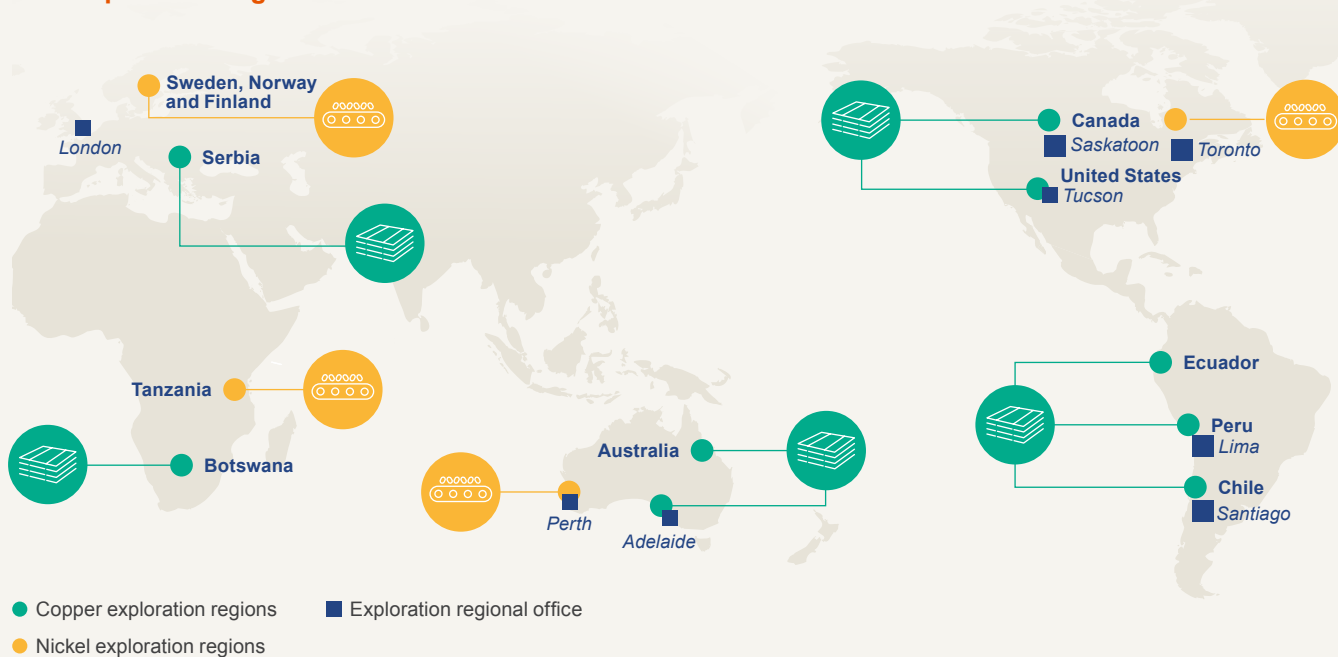 Sweden, Norway
and Finland
London
Serbia
Tanzania
Botswana
Australia
Perth
Adelaide
Canada
Saskatoon
Toronto
United States
Tucson
Ecuador
Peru
Lima
Chile
Santiago
Copper exploration regions
Exploration regional office
Nickel exploration regions